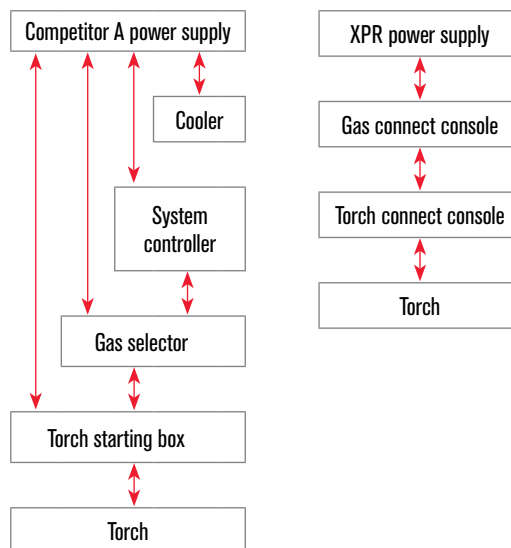 Competitor A power supply
Cooler
System
controller
Gas selector
Torch starting box
Torch
XPR power supply
Gas connect console
Torch connect console
Torch